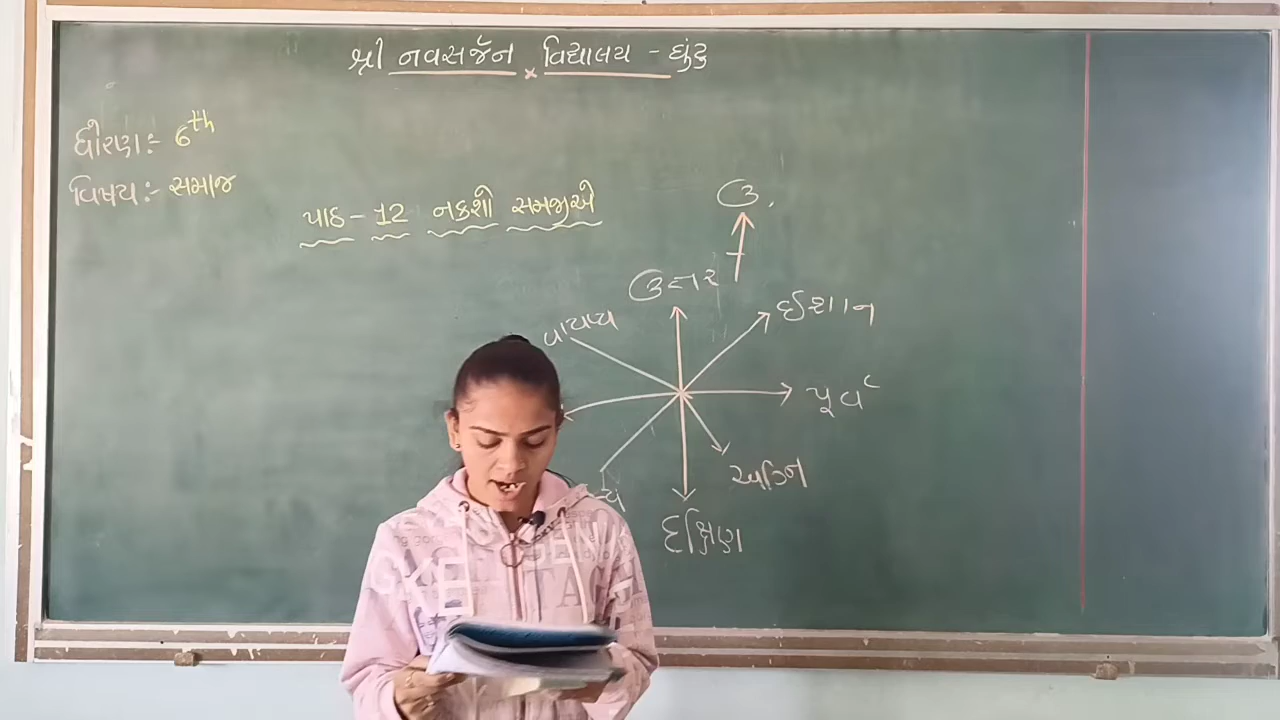 શ્રી નવસર્જન વિદ્યાલય - ઘુંટુ
ધોરણ :- 6th
વિષય :- સમાજ
પાઠ - 12 નકશો સમજીએ
ઉ.
ઉત્તર
ઈશાન
વાયવ્ય
પૂર્વ
અગ્નિ
દક્ષિણ